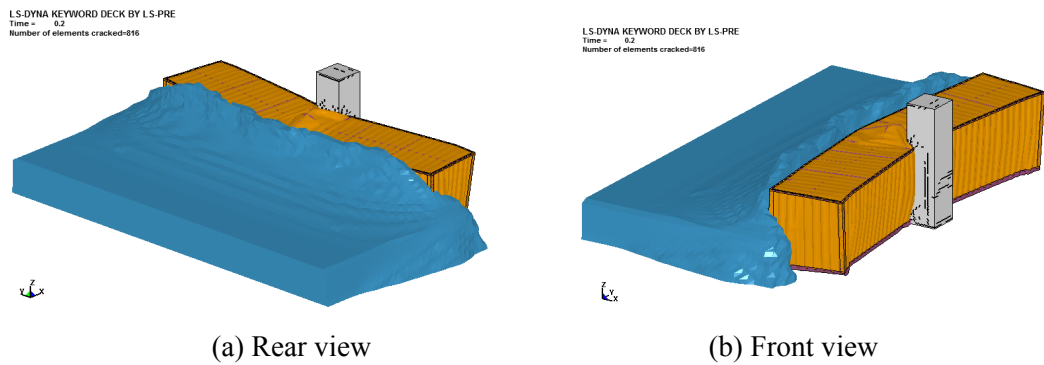 LS-DYNA KEYWORD DECK BY LS-PRE
Time = 0.2
Number of elements cracked=816
Z
Y X
(a) Rear view
LS-DYNA KEYWORD DECK BY LS-PRE
Time = 0.2
Number of elements cracked=816
Z
Y
X
(b) Front view